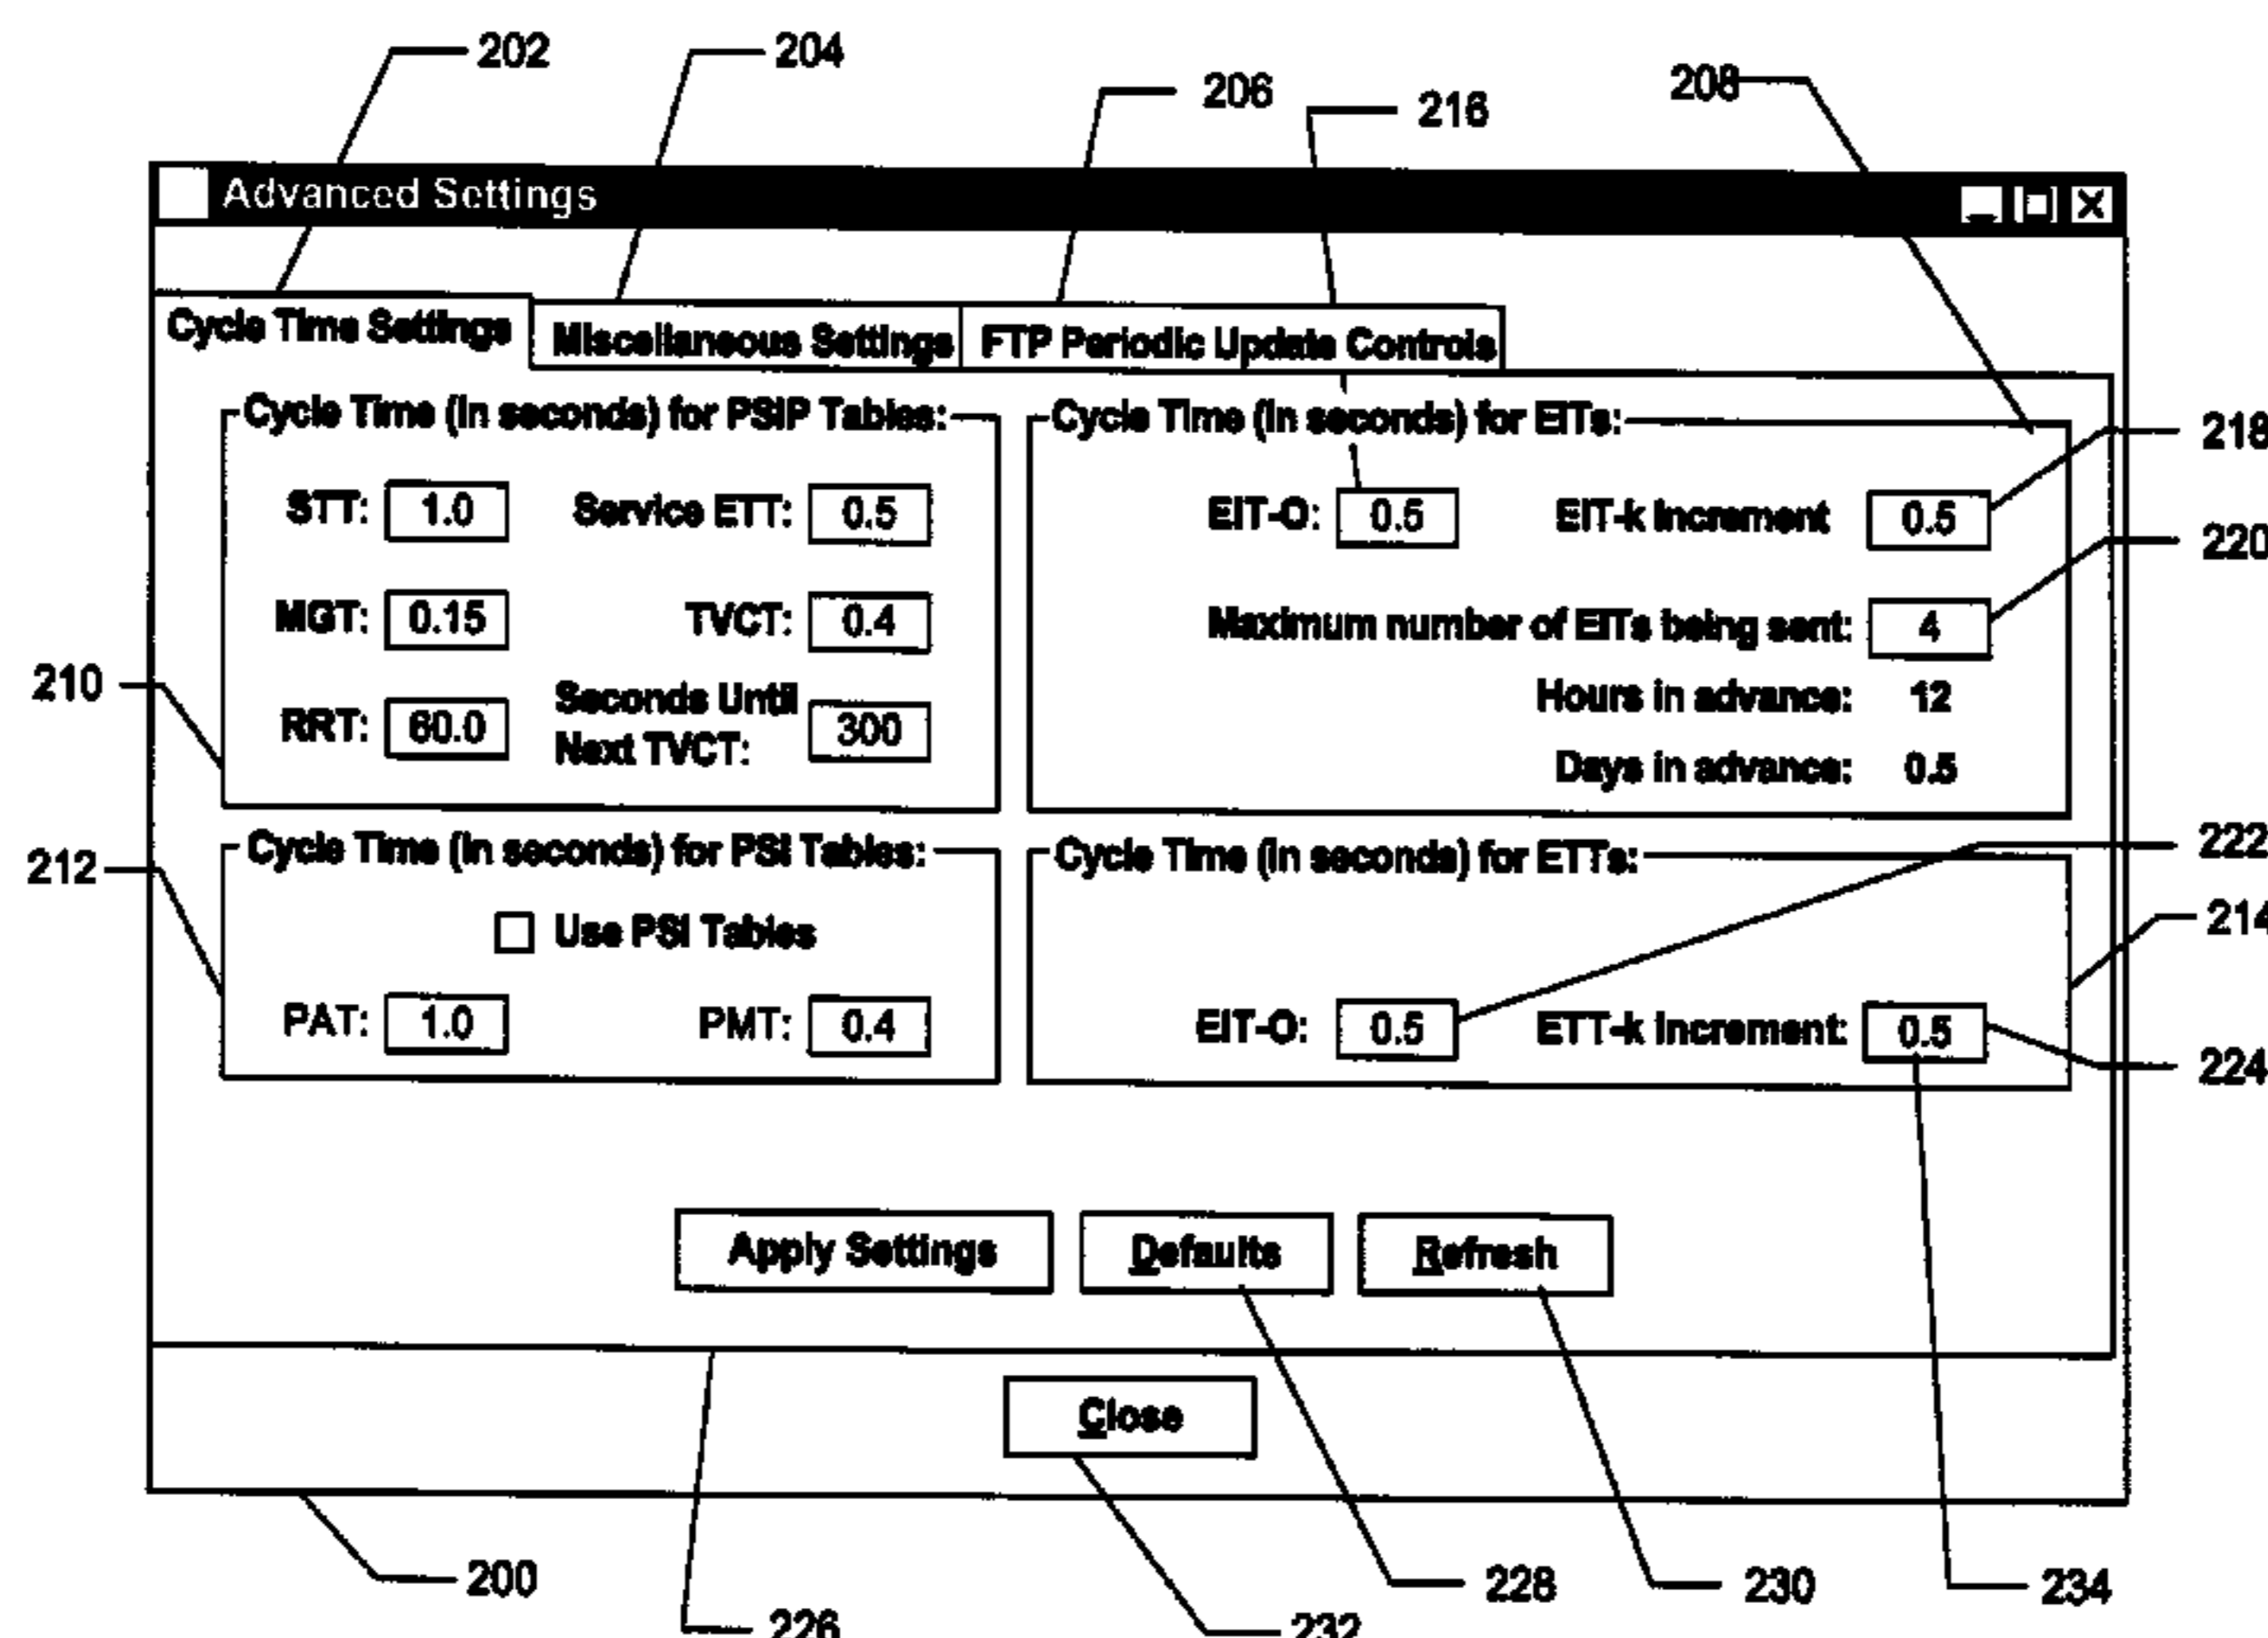 202
204
206
216
208
Advanced Settings
Cycle Time Settings
Miscellaneous Settings
FTP Periodic Update Controls
Cycle Time (in seconds) for PSIP Tables:
STT: 1.0 Service ETT: 0.5
MGT: 0.15 TVCT: 0.4
RRT: 60.0 Seconds Until
Next TVCT: 300
Cycle Time (in seconds) for EITs:
EIT-O: 0.5 EIT-k Increment 0.5
Maximum number of EITs being sent: 4
Hours in advance: 12
Days in advance: 0.5
218
220
210
212
Cycle Time (in seconds) for PSI Tables:
Use PSI Tables
PAT: 1.0 PMT: 0.4
Cycle Time (in seconds) for ETTs:
EIT-O: 0.5 ETT-k Increment: 0.5
222
214
224
Apply Settings
Defaults
Refresh
Close
200
226
232
228
230
234